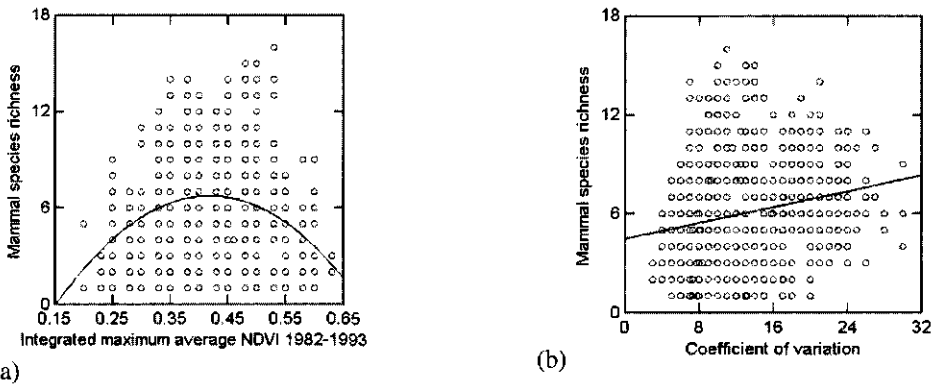 18
12
6
0
Mammal species richness
0.15 0.25 0.35 0.45 0.55 0.65
Integrated maximum average NDVI 1982-1993
a)
18
12
6
0
Mammal species richness
0 8 16 24 32
Coefficient of variation
(b)